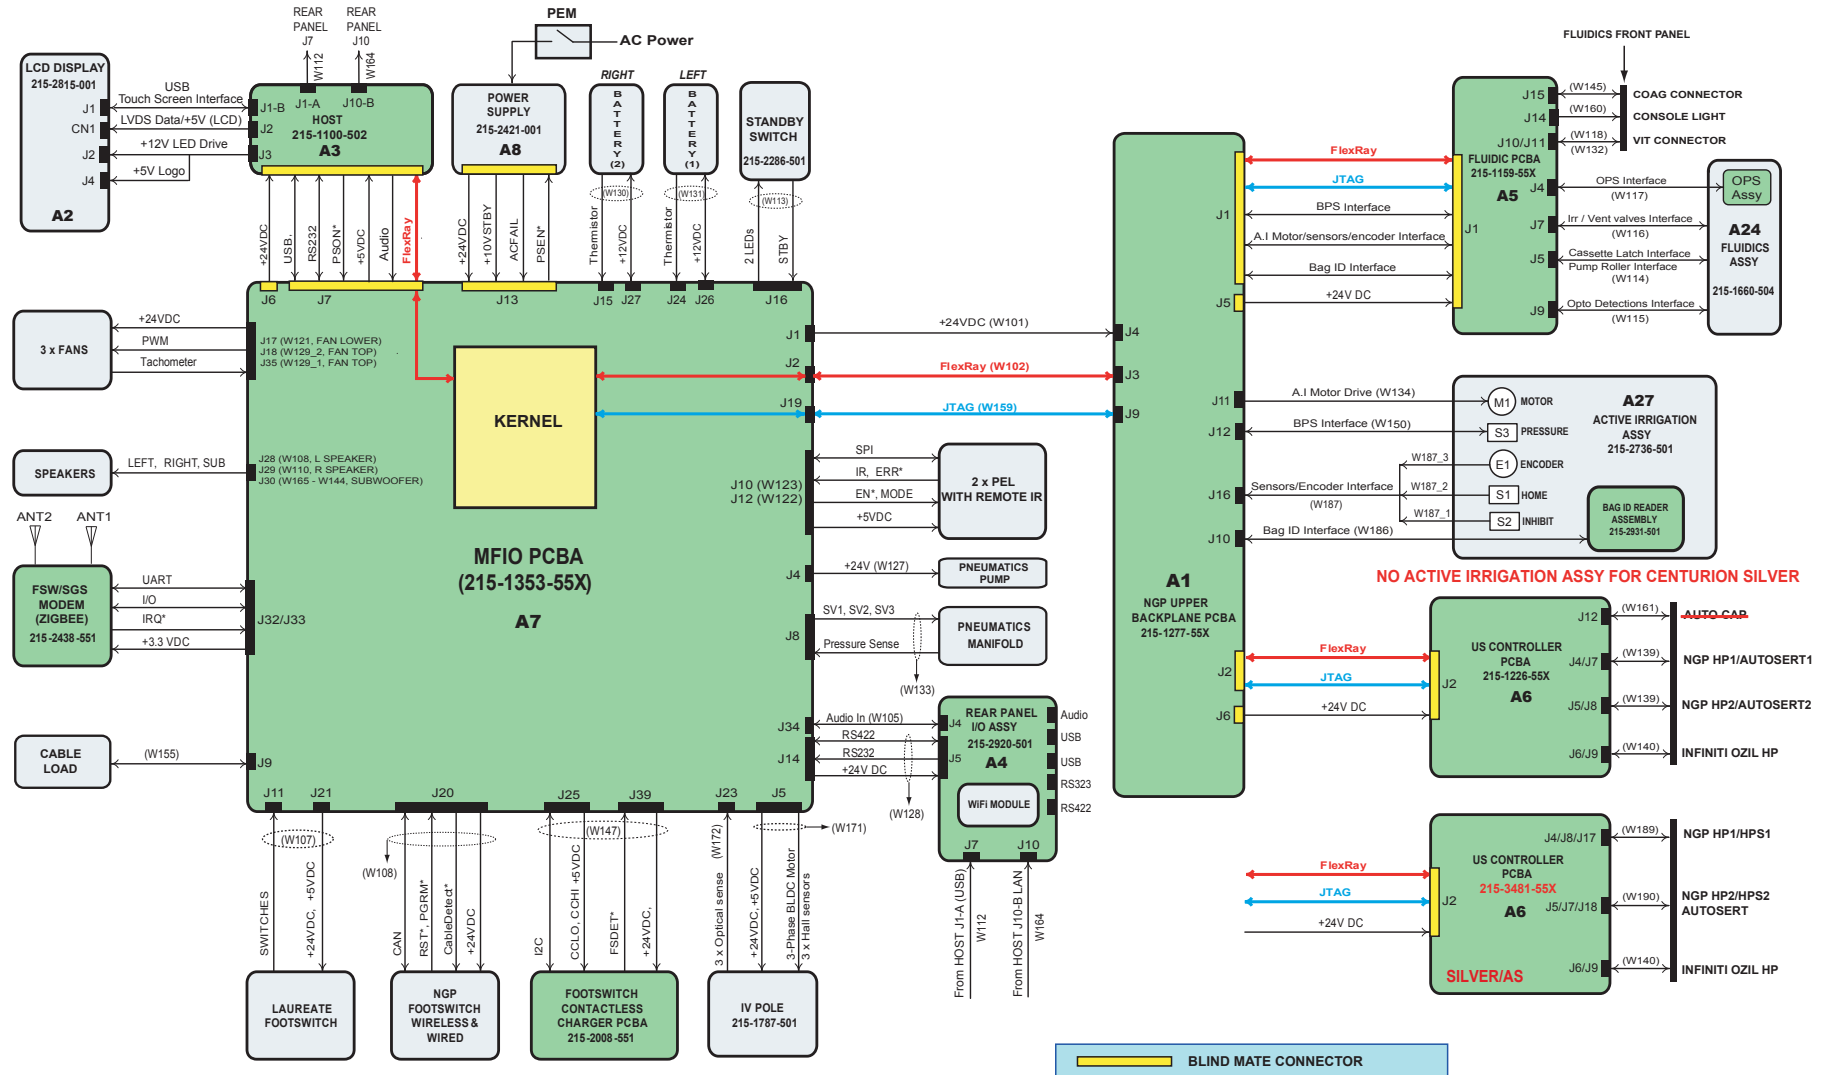 REAR
PANEL
J7
REAR
PANEL
J10
W112
W164
PEM
AC Power
LCD DISPLAY
215-2815-001
J1
CN1
J2
J4
A2
USB
Touch Screen Interface
LVDS Data/+5V (LCD)
+12V LED Drive
+5V Logo
J1-A
J10-B
J1-B
J2
J3
HOST
215-1100-502
A3
POWER
SUPPLY
215-2421-001
A8
RIGHT
BATTERY
(2)
LEFT
BATTERY
(1)
STANDBY
SWITCH
215-2286-501
(W130)
(W131)
(W113)
+24VDC
USB,
RS232
PSON*
+5VDC
Audio
FlexRay
+24VDC
+10VSTBY
ACFAIL
PSEN*
Thermistor
+12VDC
Thermistor
+12VDC
2 LEDs
STBY
J6
J7
J13
J15
J27
J24
J26
J16
3 x FANS
+24VDC
PWM
Tachometer
J17 (W121, FAN LOWER)
J18 (W129_2, FAN TOP)
J35 (W129_1, FAN TOP)
SPEAKERS
LEFT, RIGHT, SUB
J28 (W108, L SPEAKER)
J29 (W110, R SPEAKER)
J30 (W165 - W144, SUBWOOFER)
ANT2
ANT1
FSW/SGS
MODEM
(ZIGBEE)
215-2438-551
UART
I/O
IRQ*
+3.3 VDC
J32/J33
CABLE
LOAD
(W155)
J9
KERNEL
MFIO PCBA
(215-1353-55X)
A7
J1
J2
J19
J10 (W123)
J12 (W122)
J4
J8
J34
J14
+24VDC (W101)
FlexRay (W102)
JTAG (W159)
SPI
IR, ERR*
EN*, MODE
+5VDC
2 x PEL
WITH REMOTE IR
+24V (W127)
PNEUMATICS
PUMP
SV1, SV2, SV3
Pressure Sense
(W133)
PNEUMATICS
MANIFOLD
Audio In (W105)
RS422
RS232
+24V DC
(W128)
J4
J5
REAR PANEL
I/O ASSY
215-2920-501
A4
WiFi MODULE
Audio
USB
USB
RS323
RS422
J7
J10
From HOST J1-A (USB)
W112
From HOST J10-B LAN
W164
J11
J21
J20
J25
J39
J23
J5
(W107)
(W108)
(W147)
(W171)
SWITCHES
+24VDC, +5VDC
CAN
RST*, PGRM*
CableDetect*
+24VDC
I2C
CCLO, CCHI +5VDC
FSDET*
+24VDC,
3 x Optical sense (W172)
+24VDC, +5VDC
3-Phase BLDC Motor
3 x Hall sensors
LAUREATE
FOOTSWITCH
NGP
FOOTSWITCH
WIRELESS &
WIRED
FOOTSWITCH
CONTACTLESS
CHARGER PCBA
215-2008-551
IV POLE
215-1787-501
J4
J3
J9
J1
J5
J11
J12
J16
J10
J2
J6
A1
NGP UPPER
BACKPLANE PCBA
215-1277-55X
FlexRay
JTAG
BPS Interface
A.I Motor/sensors/encoder Interface
Bag ID Interface
+24V DC
FLUIDICS FRONT PANEL
J15
J14
J10/J11
FLUIDIC PCBA
215-1159-55X
A5
J1
J4
J7
J5
J9
(W145)
(W160)
(W118)
(W132)
COAG CONNECTOR
CONSOLE LIGHT
VIT CONNECTOR
OPS Interface
(W117)
Irr / Vent valves Interface
(W116)
Cassette Latch Interface
Pump Roller Interface
(W114)
Opto Detections Interface
(W115)
OPS
Assy
A24
FLUIDICS
ASSY
215-1660-504
A.I Motor Drive (W134)
BPS Interface (W150)
Sensors/Encoder Interface
(W187)
W187_3
W187_2
W187_1
Bag ID Interface (W186)
M1 MOTOR
S3 PRESSURE
E1 ENCODER
S1 HOME
S2 INHIBIT
A27
ACTIVE IRRIGATION
ASSY
215-2736-501
BAG ID READER
ASSEMBLY
215-2931-501
NO ACTIVE IRRIGATION ASSY FOR CENTURION SILVER
FlexRay
JTAG
+24V DC
J2
US CONTROLLER
PCBA
215-1226-55X
A6
J12
J4/J7
J5/J8
J6/J9
(W161)
(W139)
(W139)
(W140)
AUTO CAP
NGP HP1/AUTOSERT1
NGP HP2/AUTOSERT2
INFINITI OZIL HP
FlexRay
JTAG
+24V DC
J2
US CONTROLLER
PCBA
215-3481-55X
A6
SILVER/AS
J4/J8/J17
J5/J7/J18
J6/J9
(W189)
(W190)
(W140)
NGP HP1/HPS1
NGP HP2/HPS2
AUTOSERT
INFINITI OZIL HP
BLIND MATE CONNECTOR